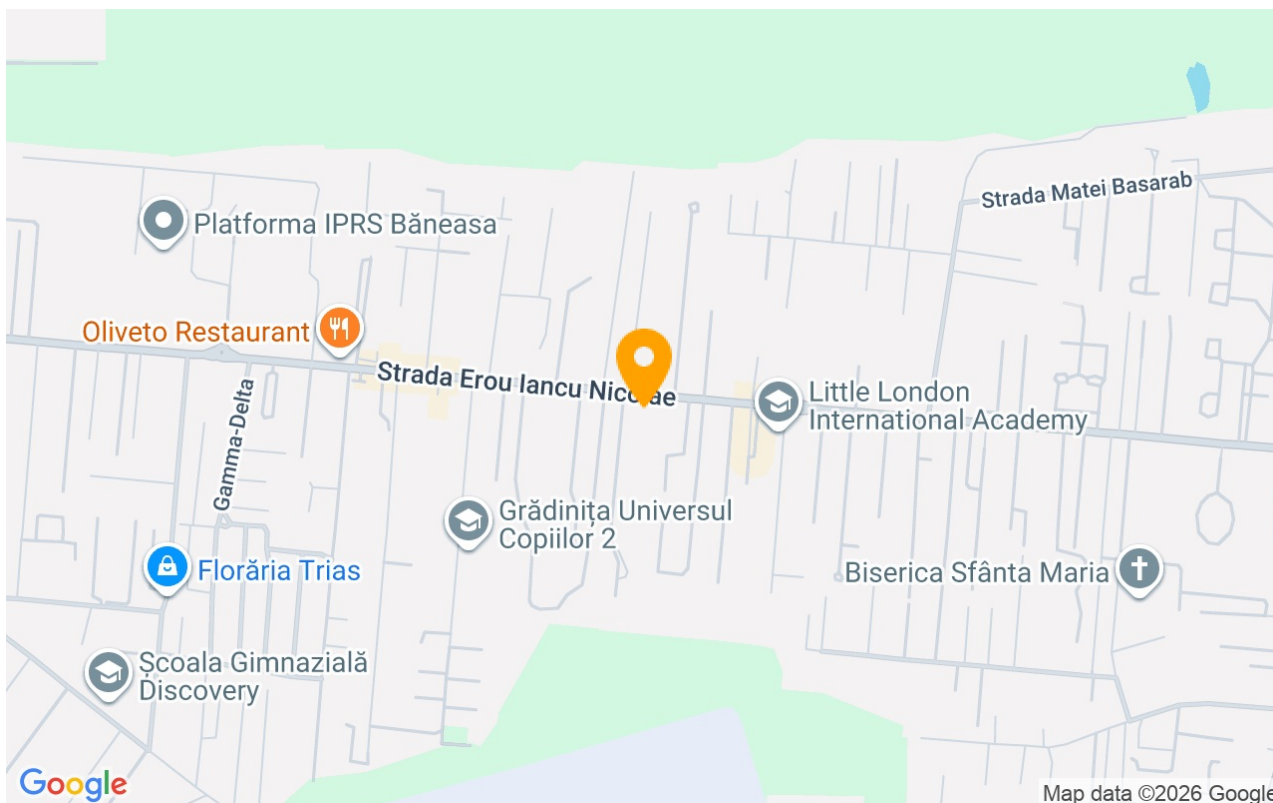 Strada Matei Basarab
Platforma IPRS Băneasa
Oliveto Restaurant
Strada Erou Iancu Nicolae
Little London
International Academy
Gamma-Delta
Grădinița Universul
Copiilor 2
Florăria Trias
Biserica Sfânta Maria
Școala Gimnazială
Discovery
Google
Map data ©2026 Google